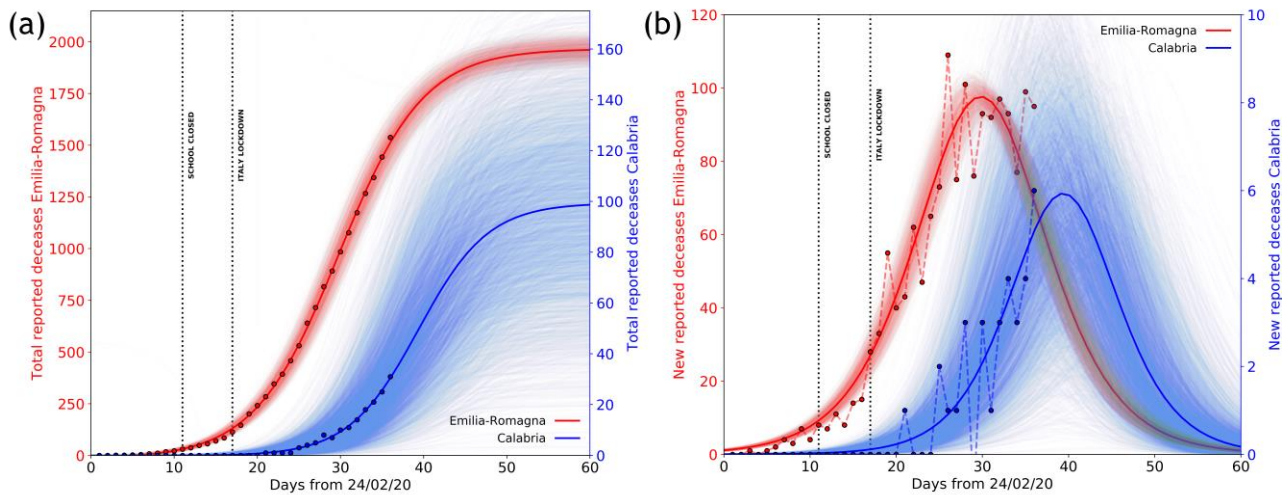 (a)
Total reported deceases Emilia-Romagna
2000
1750
1500
1250
1000
750
500
250
0
SCHOOL CLOSED
ITALY LOCKDOWN
Emilia-Romagna
Calabria
160
140
120
100
80
60
40
20
0
Total reported deceases Calabria
0 10 20 30 40 50 60
Days from 24/02/20
(b)
New reported deceases Emilia-Romagna
120
100
80
60
40
20
0
SCHOOL CLOSED
ITALY LOCKDOWN
Emilia-Romagna
Calabria
10
8
6
4
2
0
New reported deceases Calabria
0 10 20 30 40 50 60
Days from 24/02/20